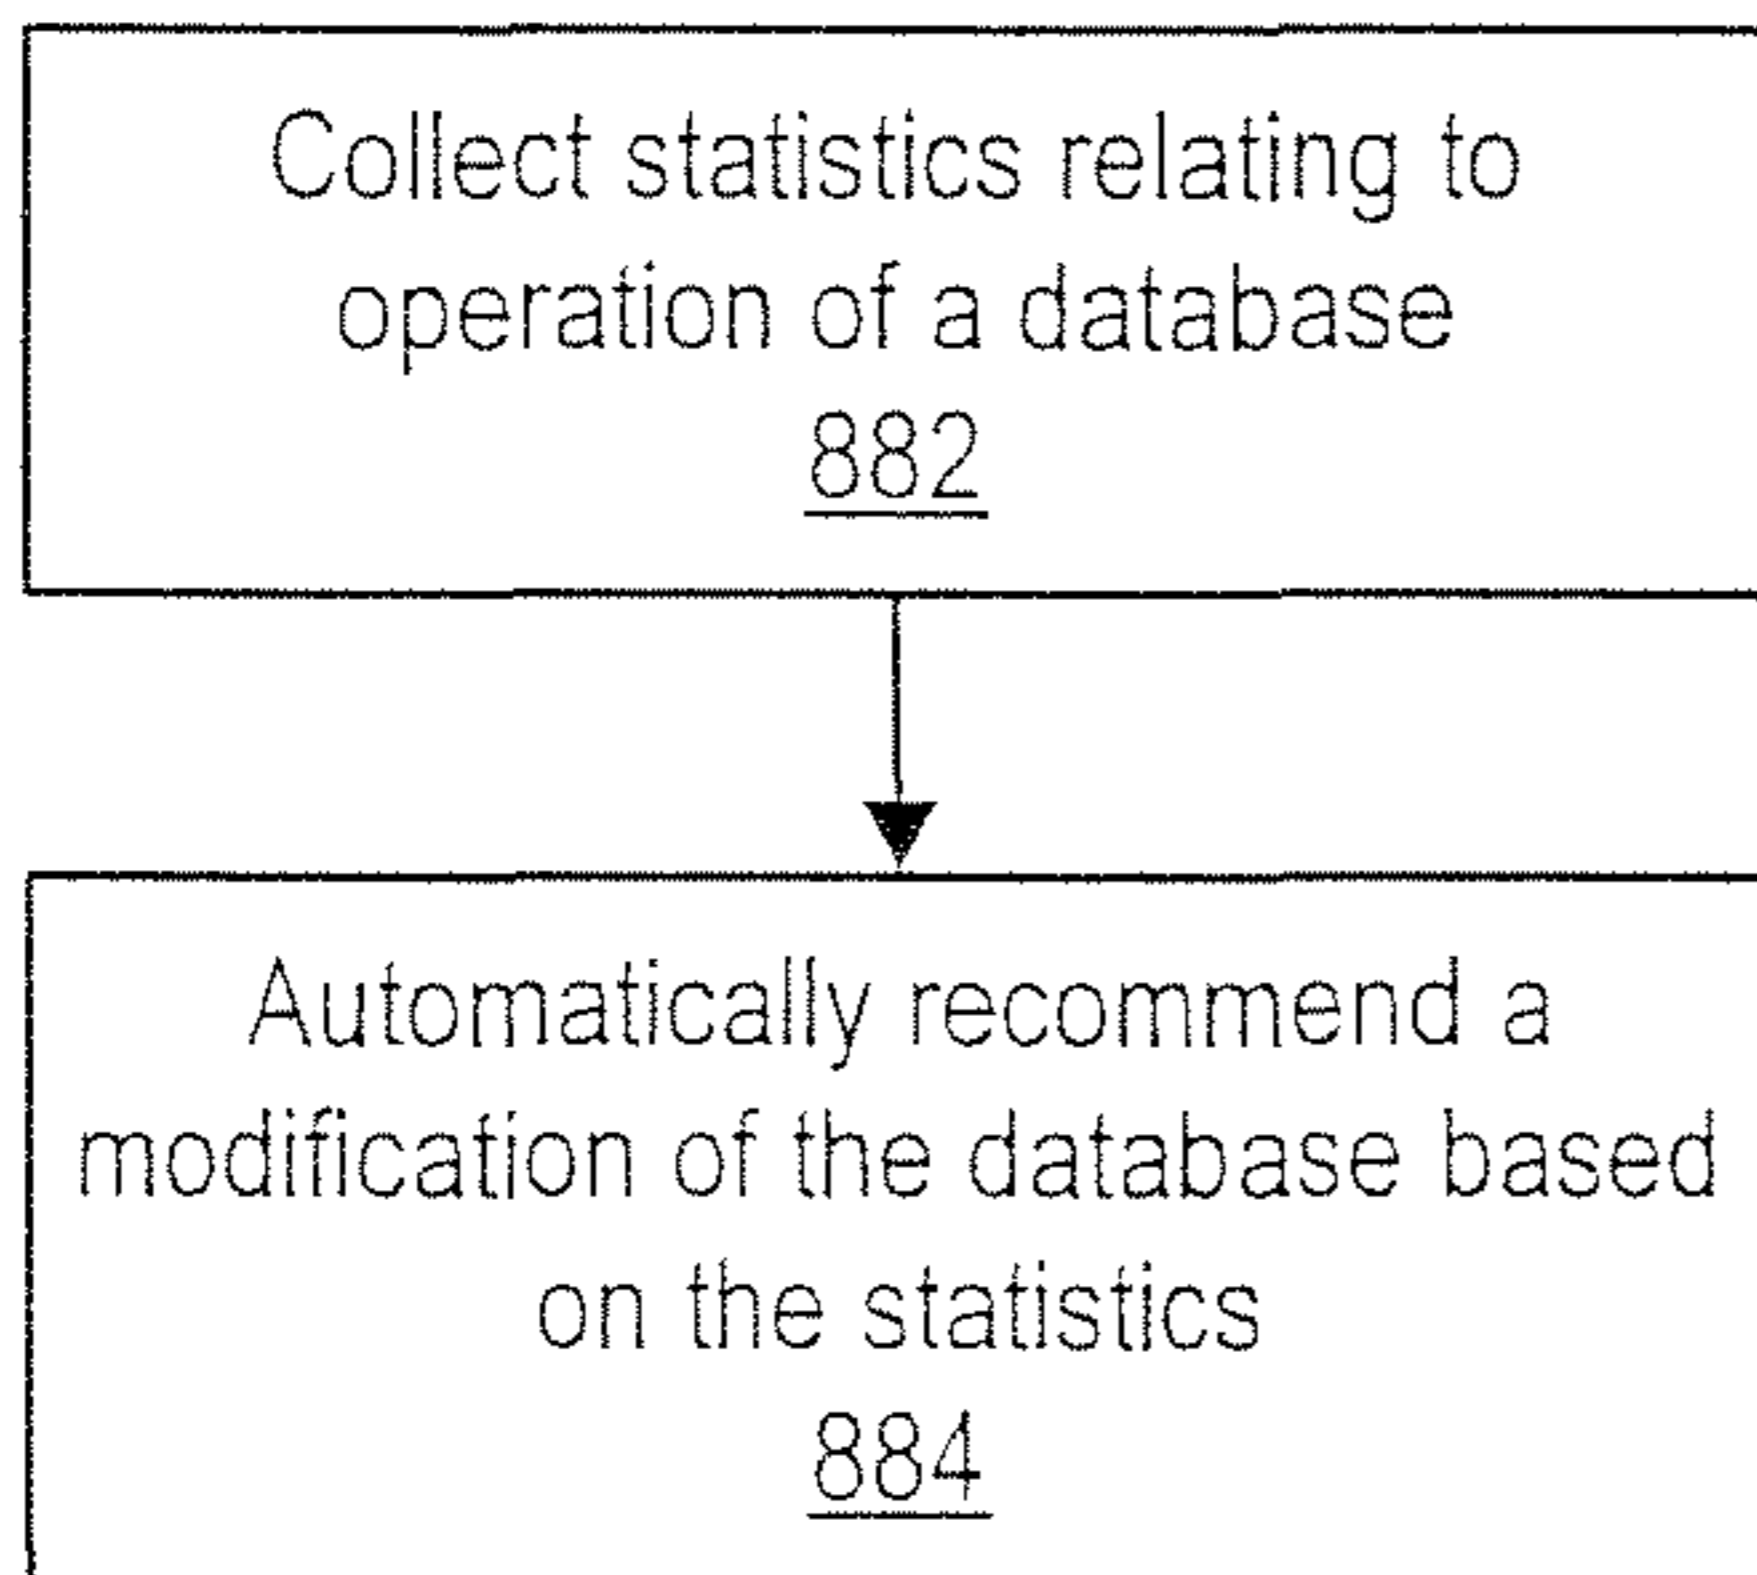 Collect statistics relating to
operation of a database
882
Automatically recommend a
modification of the database based
on the statistics
884